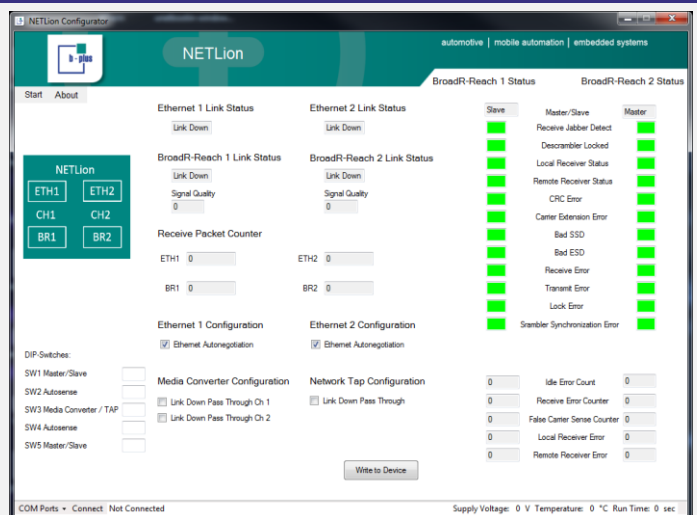 NETLion Configurator
b-plus
NETLion
automotive | mobile automation | embedded systems
BroadR-Reach 1 Status BroadR-Reach 2 Status
Start About
NETLion
ETH1 ETH2
CH1 CH2
BR1 BR2
DIP-Switches:
SW1 Master/Slave
SW2 Autosense
SW3 Media Converter / TAP
SW4 Autosense
SW5 Master/Slave
Ethernet 1 Link Status Ethernet 2 Link Status
Link Down Link Down
BroadR-Reach 1 Link Status BroadR-Reach 2 Link Status
Link Down Link Down
Signal Quality Signal Quality
0 0
Receive Packet Counter
ETH1 0 ETH2 0
BR1 0 BR2 0
Ethernet 1 Configuration Ethernet 2 Configuration
Ethernet Autonegotiation Ethernet Autonegotiation
Media Converter Configuration Network Tap Configuration
Link Down Pass Through Ch 1 Link Down Pass Through
Link Down Pass Through Ch 2
Write to Device
Slave Master/Slave Master
Receive Jabber Detect
Descrambler Locked
Local Receiver Status
Remote Receiver Status
CRC Error
Carrier Extension Error
Bad SSD
Bad ESD
Receive Error
Transmit Error
Lock Error
Srambler Synchronization Error
0 Idle Error Count 0
0 Receive Error Counter 0
0 False Carrier Sense Counter 0
0 Local Receiver Error 0
0 Remote Receiver Error 0
COM Ports Connect Not Connected Supply Voltage: 0 V Temperature: 0 °C Run Time: 0 sec